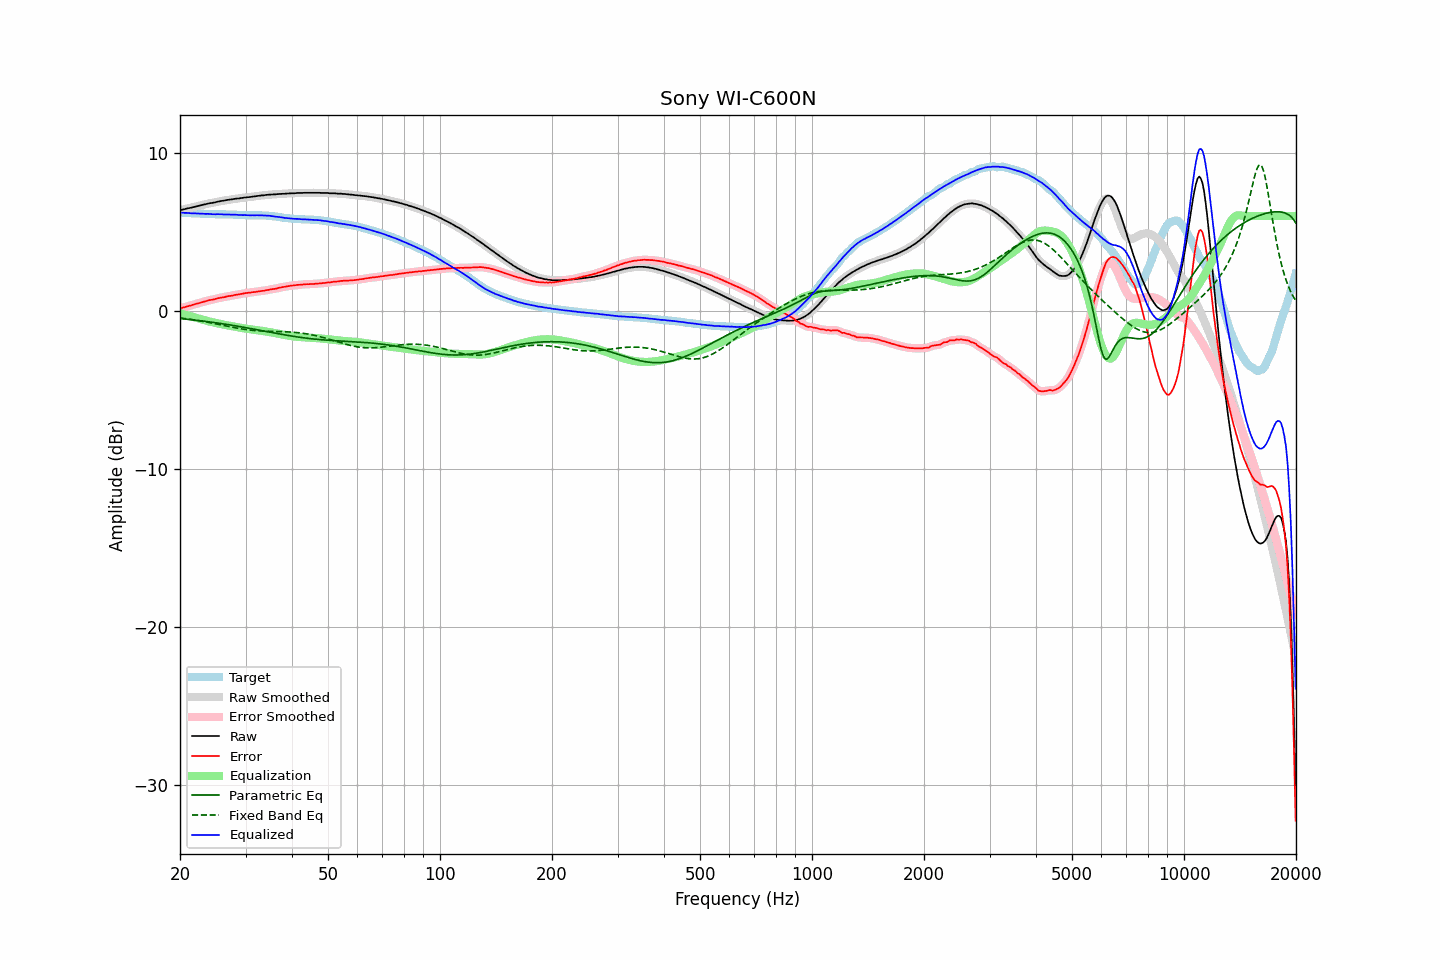 Sony WI-C600N
10
0
−10
−20
−30
Amplitude (dBr)
Target
Raw Smoothed
Error Smoothed
Raw
Error
Equalization
Parametric Eq
Fixed Band Eq
Equalized
20 50 100 200 500 1000 2000 5000 10000 20000
Frequency (Hz)